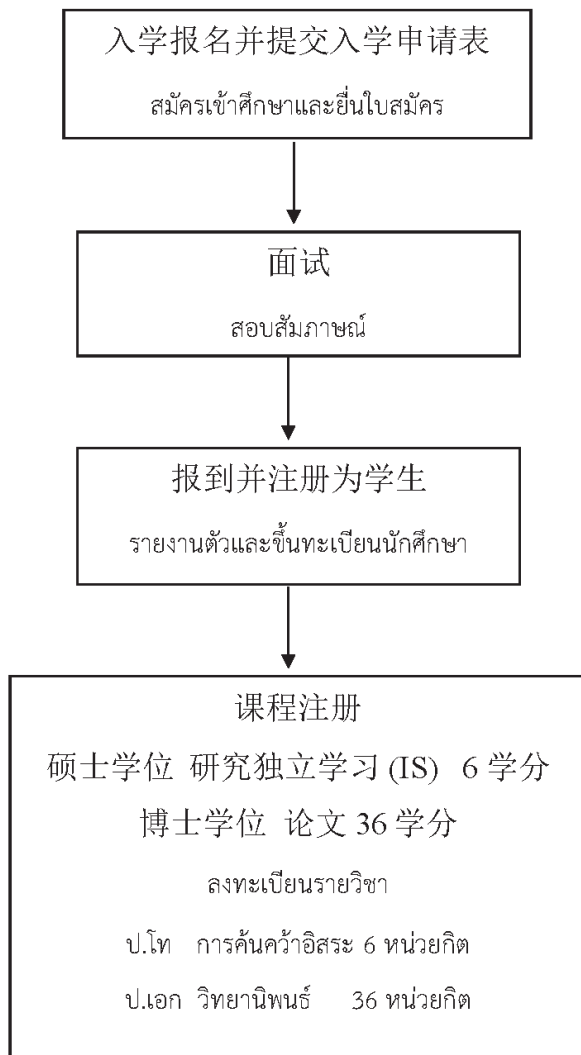 入学报名并提交入学申请表
สมัครเข้าศึกษาและยื่นใบสมัคร
面试
สอบสัมภาษณ์
报到并注册为学生
รายงานตัวและขึ้นทะเบียนนักศึกษา
课程注册
硕士学位 研究独立学习 (IS) 6 学分
博士学位 论文 36 学分
ลงทะเบียนรายวิชา
ป.โท การค้นคว้าอิสระ 6 หน่วยกิต
ป.เอก วิทยานิพนธ์ 36 หน่วยกิต